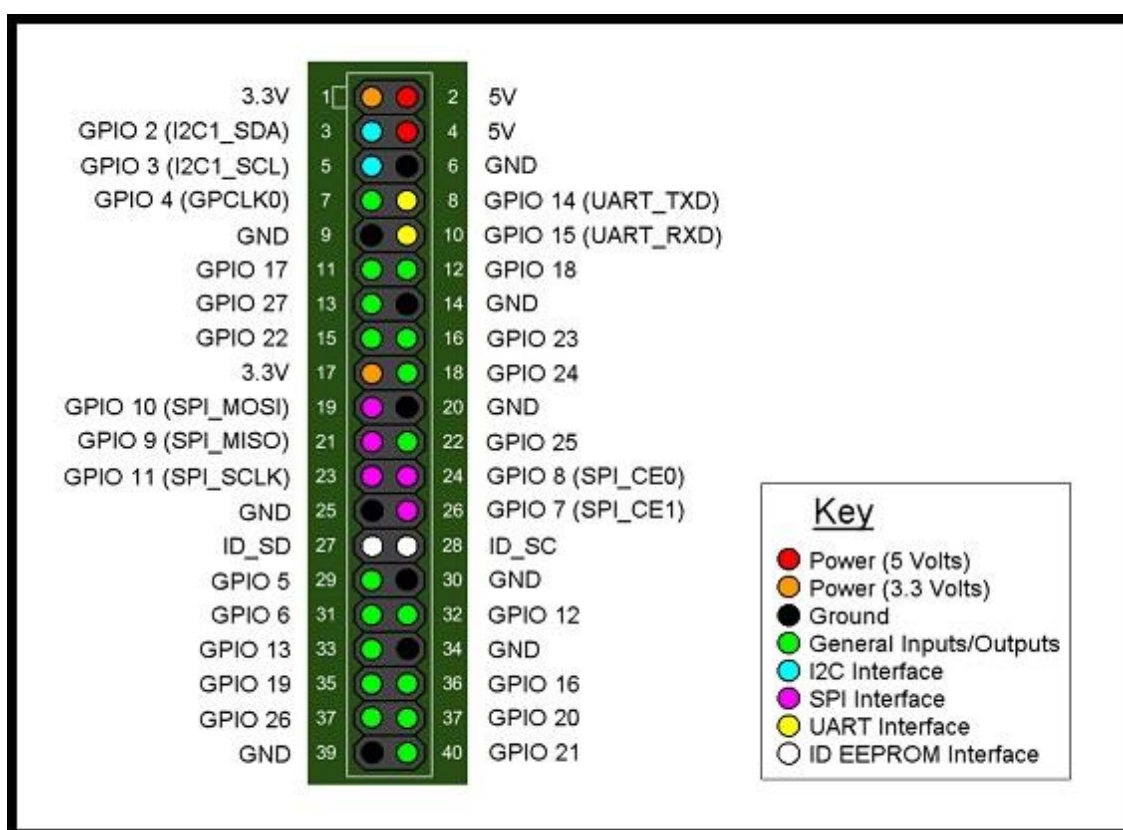 3.3V 1 2 5V
GPIO 2 (I2C1_SDA) 3 4 5V
GPIO 3 (I2C1_SCL) 5 6 GND
GPIO 4 (GPCLK0) 7 8 GPIO 14 (UART_TXD)
GND 9 10 GPIO 15 (UART_RXD)
GPIO 17 11 12 GPIO 18
GPIO 27 13 14 GND
GPIO 22 15 16 GPIO 23
3.3V 17 18 GPIO 24
GPIO 10 (SPI_MOSI) 19 20 GND
GPIO 9 (SPI_MISO) 21 22 GPIO 25
GPIO 11 (SPI_SCLK) 23 24 GPIO 8 (SPI_CE0)
GND 25 26 GPIO 7 (SPI_CE1)
ID_SD 27 28 ID_SC
GPIO 5 29 30 GND
GPIO 6 31 32 GPIO 12
GPIO 13 33 34 GND
GPIO 19 35 36 GPIO 16
GPIO 26 37 37 GPIO 20
GND 39 40 GPIO 21
Key
Power (5 Volts)
Power (3.3 Volts)
Ground
General Inputs/Outputs
I2C Interface
SPI Interface
UART Interface
ID EEPROM Interface